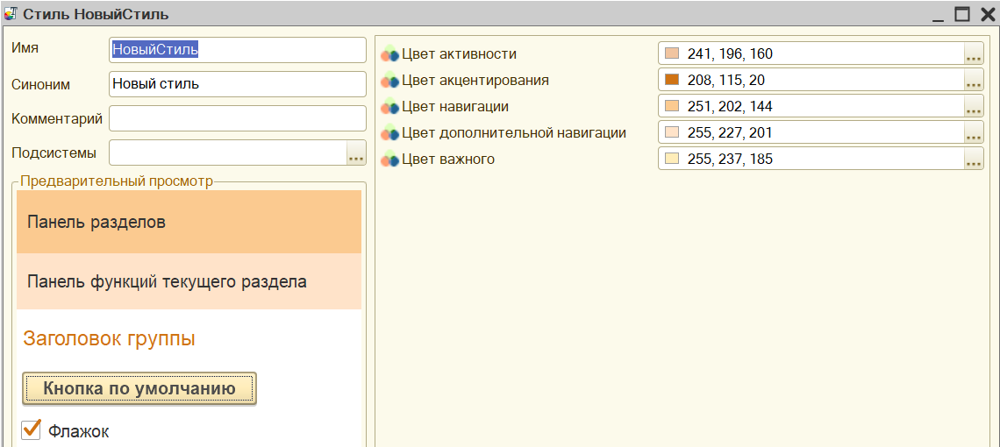 Стиль НовыйСтиль
Имя НовыйСтиль
Синоним Новый стиль
Комментарий
Подсистемы ...
Предварительный просмотр
Панель разделов
Панель функций текущего раздела
Заголовок группы
Кнопка по умолчанию
Флажок
Цвет активности 241, 196, 160 ...
Цвет акцентирования 208, 115, 20 ...
Цвет навигации 251, 202, 144 ...
Цвет дополнительной навигации 255, 227, 201 ...
Цвет важного 255, 237, 185 ...